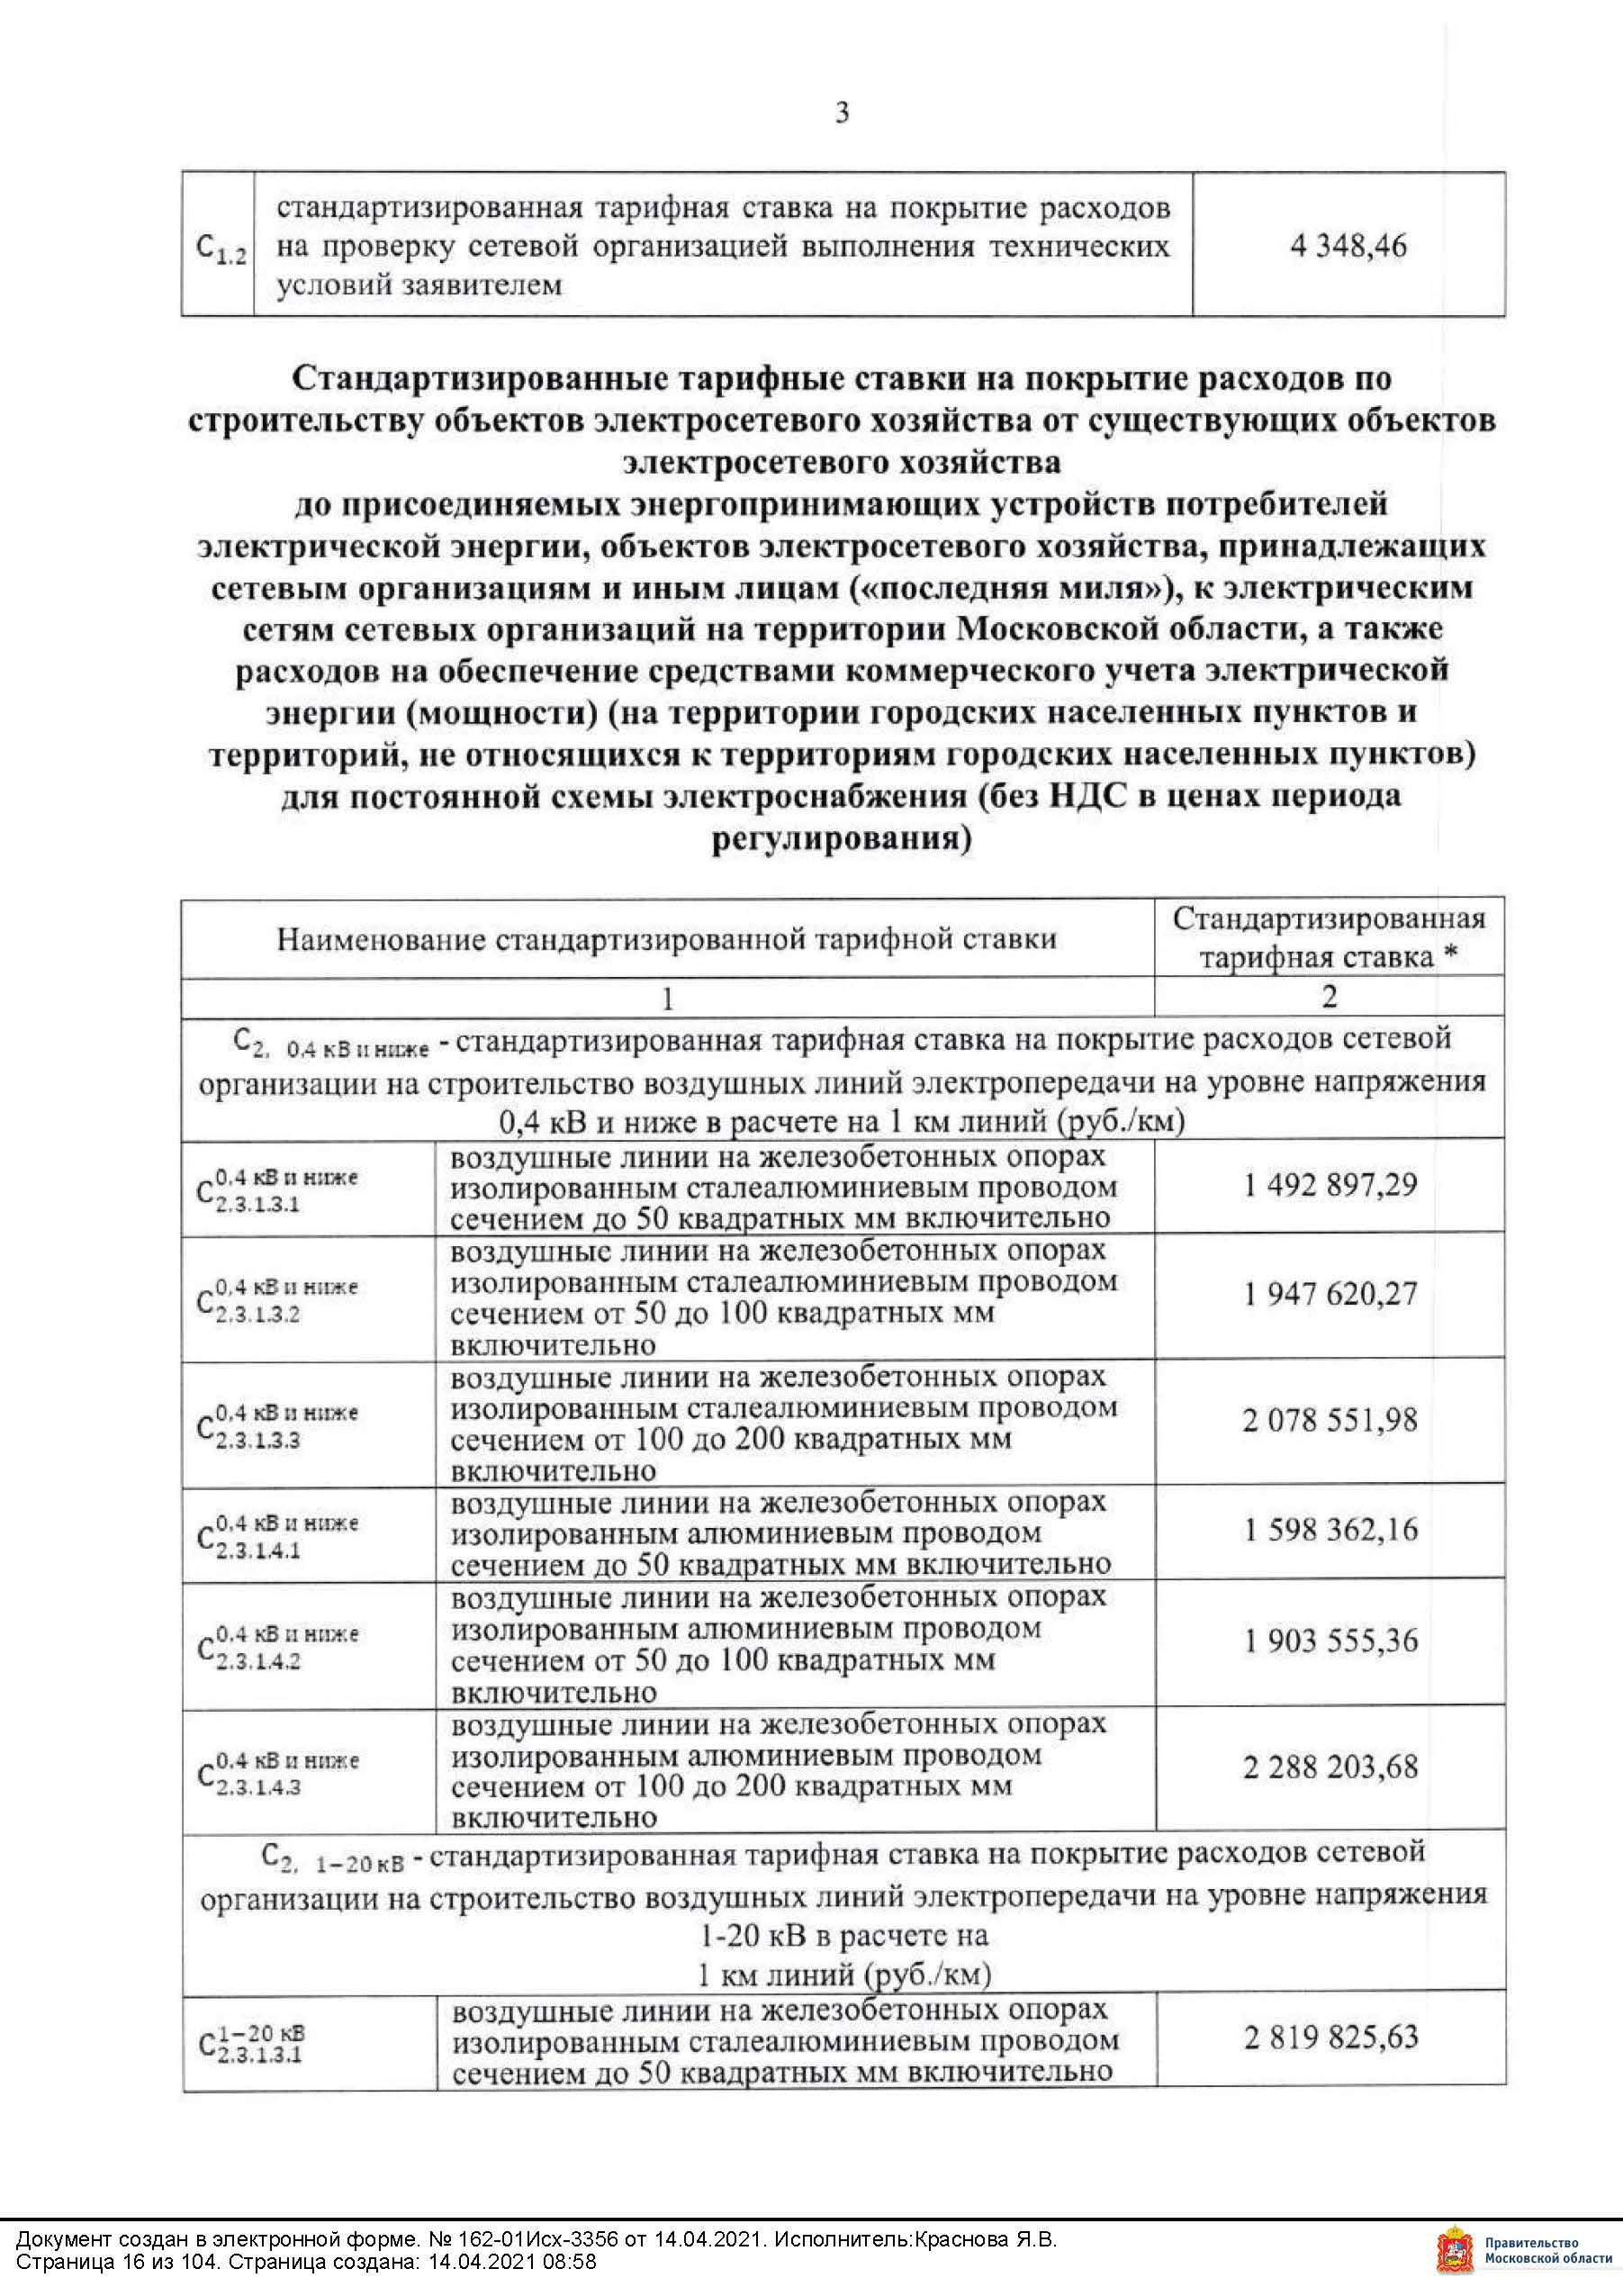 3
C1.2
стандартизированная тарифная ставка на покрытие расходов
на проверку сетевой организацией выполнения технических
условий заявителем
4 348,46
Стандартизированные тарифные ставки на покрытие расходов по
строительству объектов электросетевого хозяйства от существующих объектов
электросетевого хозяйства
до присоединяемых энергопринимающих устройств потребителей
электрической энергии, объектов электросетевого хозяйства, принадлежащих
сетевым организациям и иным лицам («последняя миля»), к электрическим
сетям сетевых организаций на территории Московской области, а также
расходов на обеспечение средствами коммерческого учета электрической
энергии (мощности) (на территории городских населенных пунктов и
территорий, не относящихся к территориям городских населенных пунктов)
для постоянной схемы электроснабжения (без НДС в ценах периода
регулирования)
Наименование стандартизированной тарифной ставки
Стандартизированная
тарифная ставка *
1
2
C2, 0,4 кВ и ниже - стандартизированная тарифная ставка на покрытие расходов сетевой
организации на строительство воздушных линий электропередачи на уровне напряжения
0,4 кВ и ниже в расчете на 1 км линий (руб./км)
C 0,4 кВ и ниже 2.3.1.3.1
воздушные линии на железобетонных опорах
изолированным сталеалюминиевым проводом
сечением до 50 квадратных мм включительно
1 492 897,29
C 0,4 кВ и ниже 2.3.1.3.2
воздушные линии на железобетонных опорах
изолированным сталеалюминиевым проводом
сечением от 50 до 100 квадратных мм
включительно
1 947 620,27
C 0,4 кВ и ниже 2.3.1.3.3
воздушные линии на железобетонных опорах
изолированным сталеалюминиевым проводом
сечением от 100 до 200 квадратных мм
включительно
2 078 551,98
C 0,4 кВ и ниже 2.3.1.4.1
воздушные линии на железобетонных опорах
изолированным алюминиевым проводом
сечением до 50 квадратных мм включительно
1 598 362,16
C 0,4 кВ и ниже 2.3.1.4.2
воздушные линии на железобетонных опорах
изолированным алюминиевым проводом
сечением от 50 до 100 квадратных мм
включительно
1 903 555,36
C 0,4 кВ и ниже 2.3.1.4.3
воздушные линии на железобетонных опорах
изолированным алюминиевым проводом
сечением от 100 до 200 квадратных мм
включительно
2 288 203,68
C2, 1–20 кВ - стандартизированная тарифная ставка на покрытие расходов сетевой
организации на строительство воздушных линий электропередачи на уровне напряжения
1-20 кВ в расчете на
1 км линий (руб./км)
C 1–20 кВ 2.3.1.3.1
воздушные линии на железобетонных опорах
изолированным сталеалюминиевым проводом
сечением до 50 квадратных мм включительно
2 819 825,63
Документ создан в электронной форме. № 162-01Исх-3356 от 14.04.2021. Исполнитель:Краснова Я.В.
Страница 16 из 104. Страница создана: 14.04.2021 08:58
Правительство
Московской области